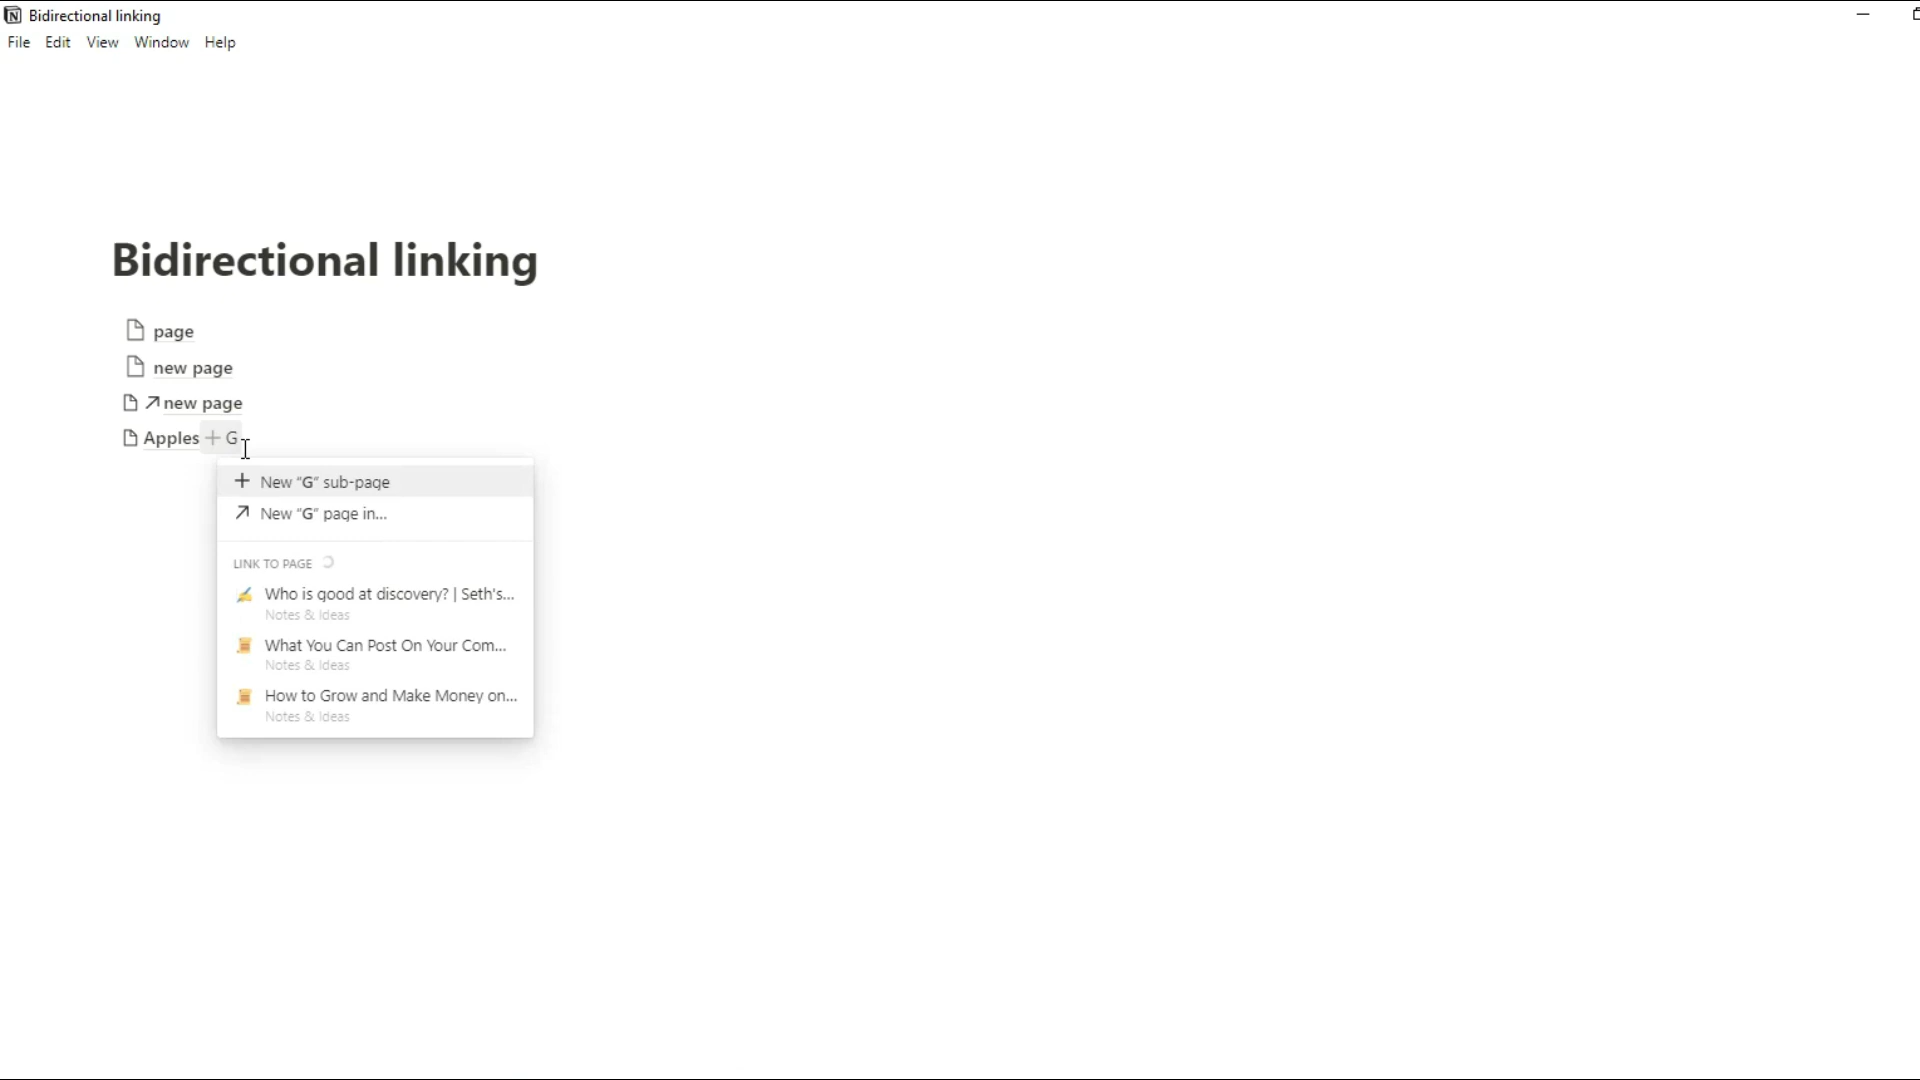 Bidirectional linking
File Edit View Window Help
Bidirectional linking
page
new page
new page
Apples + G
New "G" sub-page
New "G" page in...
LINK TO PAGE
Who is good at discovery? | Seth's...
Notes & Ideas
What You Can Post On Your Com...
Notes & Ideas
How to Grow and Make Money on...
Notes & Ideas